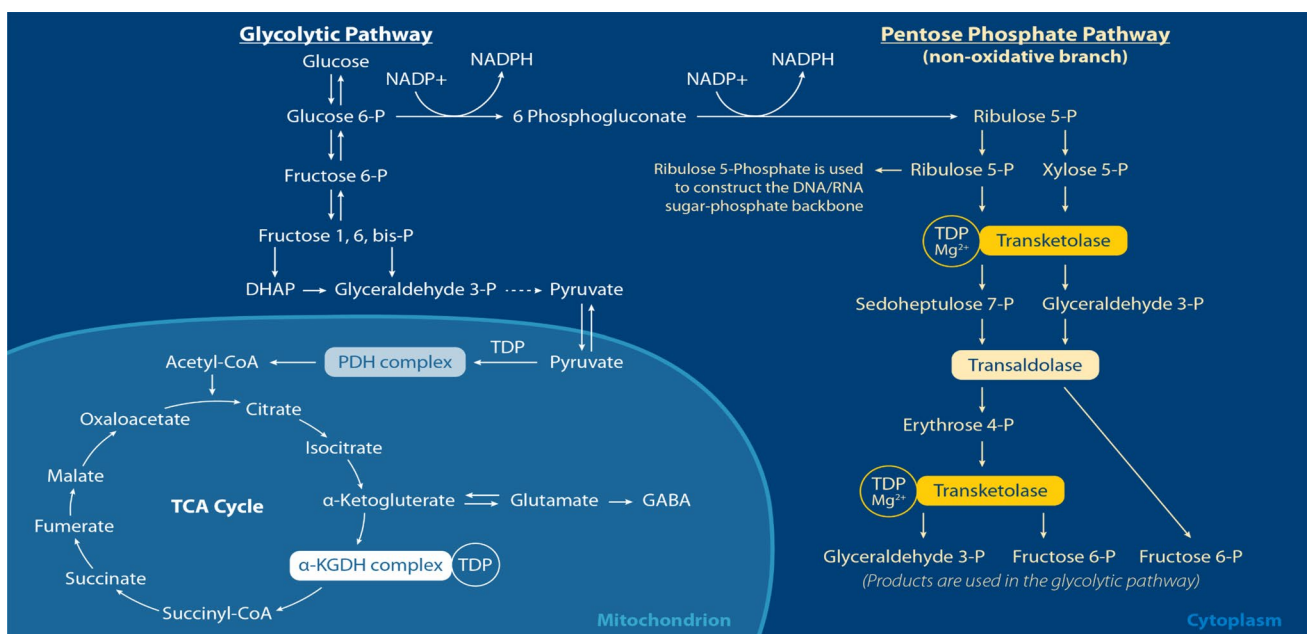 Glycolytic Pathway
Glucose
NADP+
NADPH
Glucose 6-P
6 Phosphogluconate
NADP+
NADPH
Fructose 6-P
Fructose 1, 6, bis-P
DHAP
Glyceraldehyde 3-P
Pyruvate
Pentose Phosphate Pathway
(non-oxidative branch)
Ribulose 5-P
Ribulose 5-Phosphate is used
to construct the DNA/RNA
sugar-phosphate backbone
Ribulose 5-P
Xylose 5-P
TDP
Mg²⁺
Transketolase
Sedoheptulose 7-P
Glyceraldehyde 3-P
Transaldolase
Erythrose 4-P
TDP
Mg²⁺
Transketolase
Glyceraldehyde 3-P
Fructose 6-P
Fructose 6-P
(Products are used in the glycolytic pathway)
Cytoplasm
Pyruvate
TDP
PDH complex
Acetyl-CoA
Oxaloacetate
Citrate
Isocitrate
Malate
TCA Cycle
α-Ketogluterate
Glutamate
GABA
Fumerate
α-KGDH complex
TDP
Succinate
Succinyl-CoA
Mitochondrion